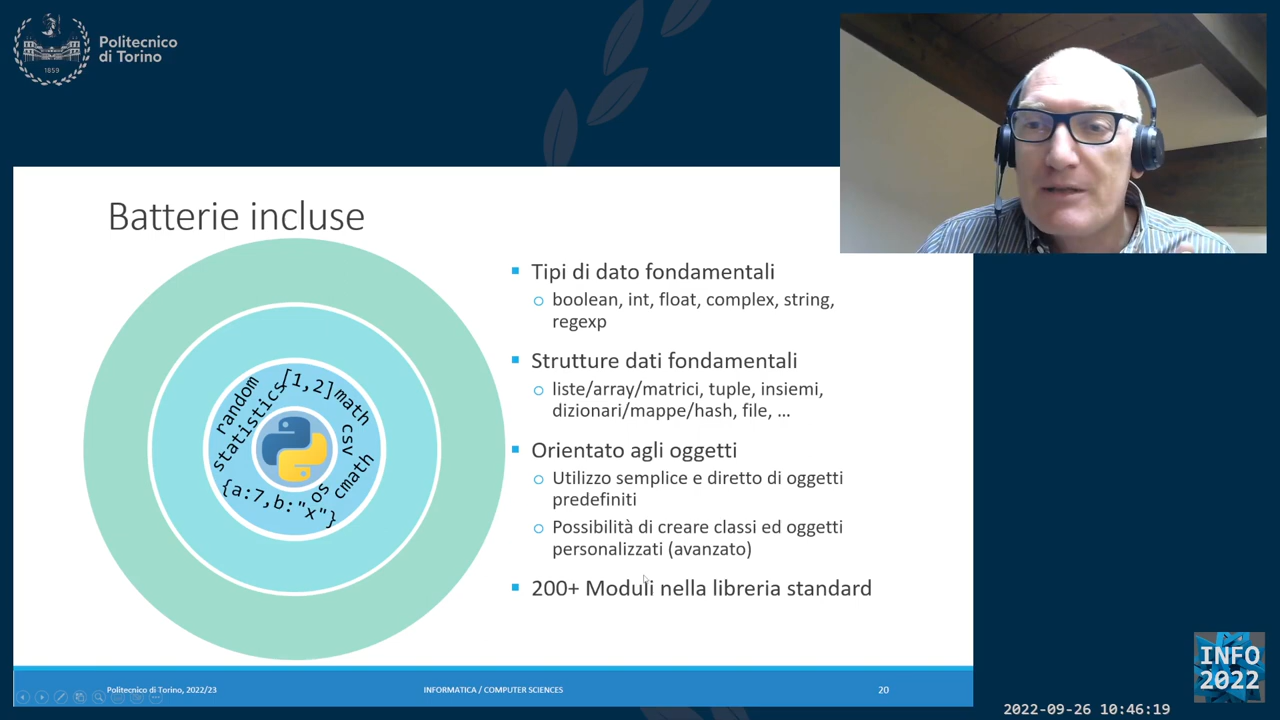 Politecnico
di Torino
1859
Batterie incluse
Tipi di dato fondamentali
boolean, int, float, complex, string,
regexp
Strutture dati fondamentali
liste/array/matrici, tuple, insiemi,
dizionari/mappe/hash, file, ...
Orientato agli oggetti
Utilizzo semplice e diretto di oggetti
predefiniti
Possibilità di creare classi ed oggetti
personalizzati (avanzato)
200+ Moduli nella libreria standard
random
statistics
[1,2]
math
csv
cmath
os
{a:7,b:"x"}
Politecnico di Torino, 2022/23
INFORMATICA / COMPUTER SCIENCES
20
INFO
2022
2022-09-26 10:46:19